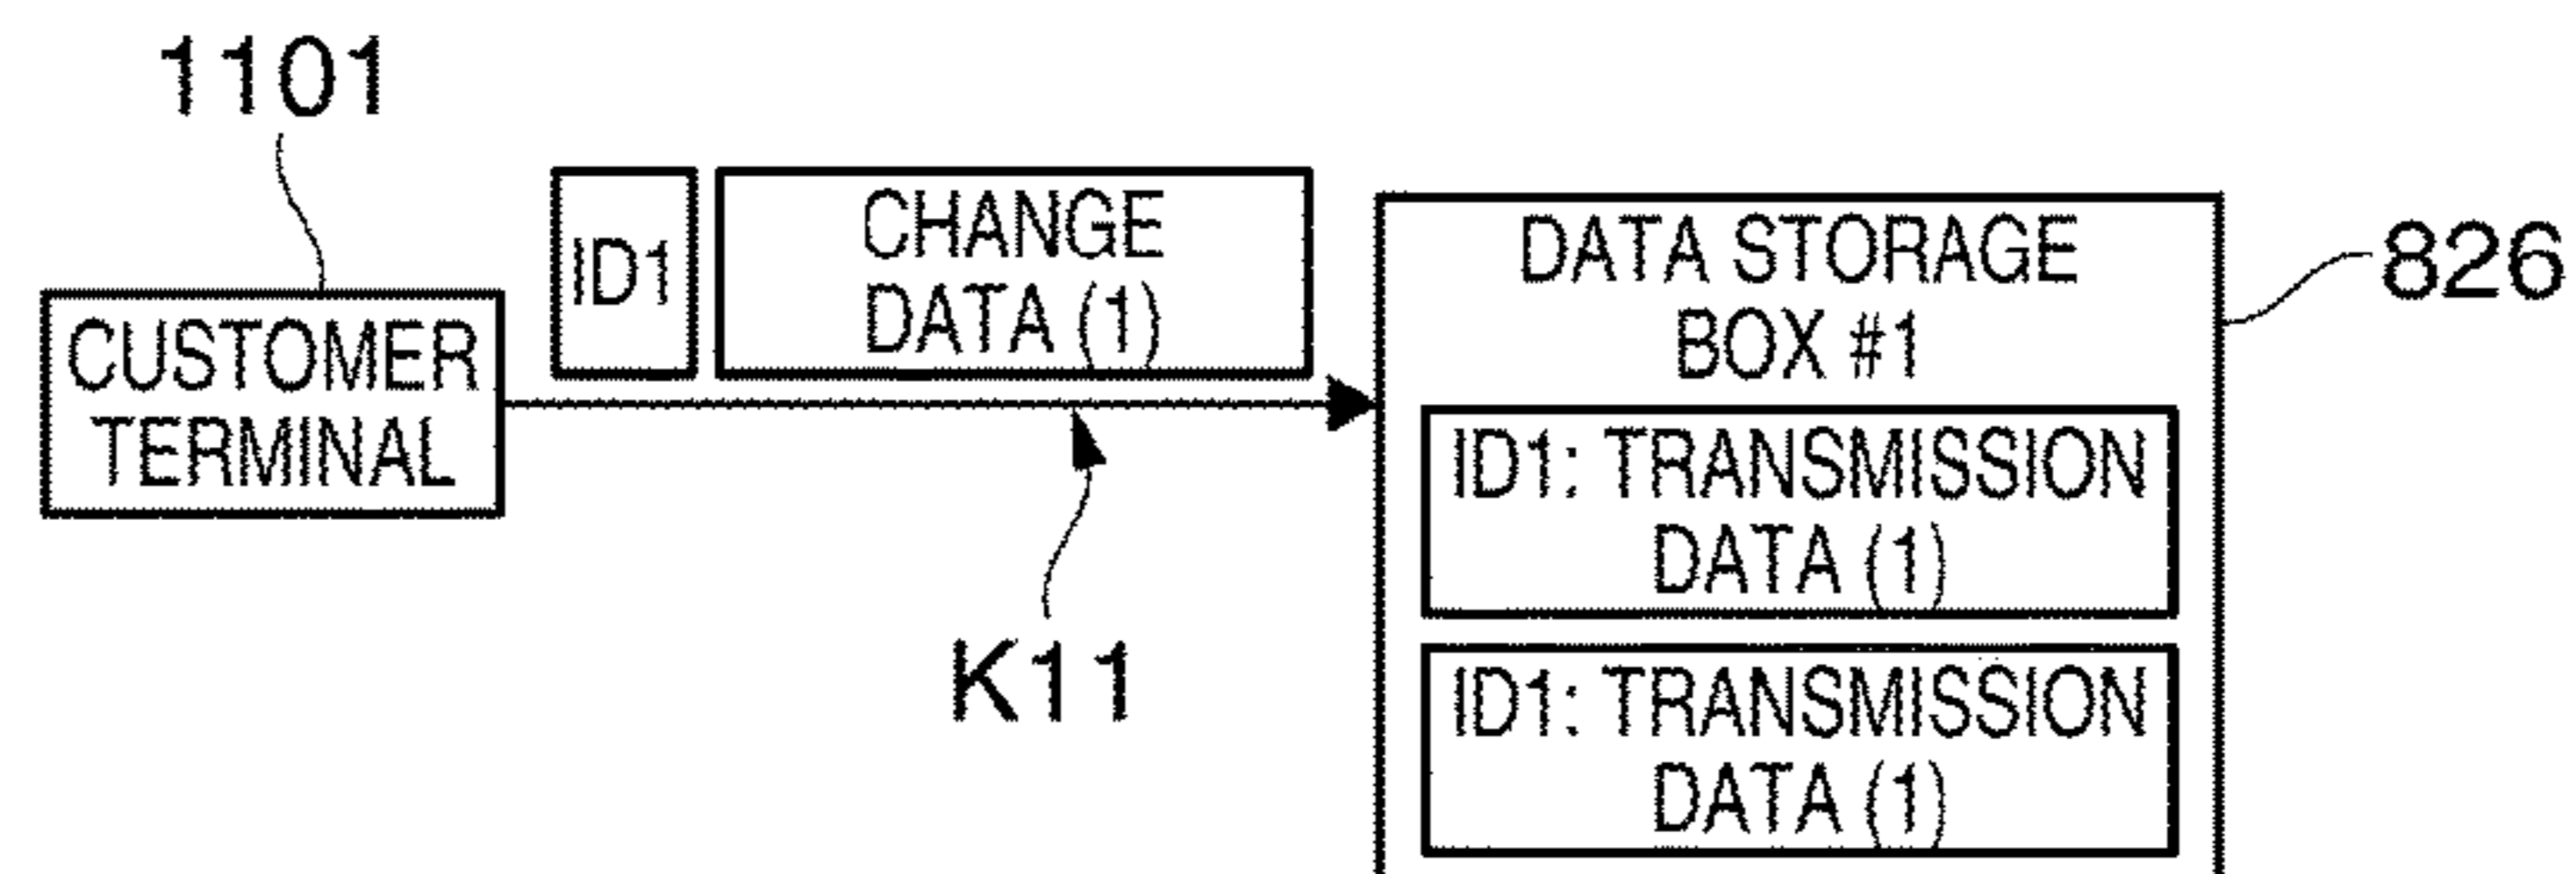 1101
CUSTOMER
TERMINAL
ID1
CHANGE
DATA (1)
K11
DATA STORAGE
BOX #1
826
ID1: TRANSMISSION
DATA (1)
ID1: TRANSMISSION
DATA (1)